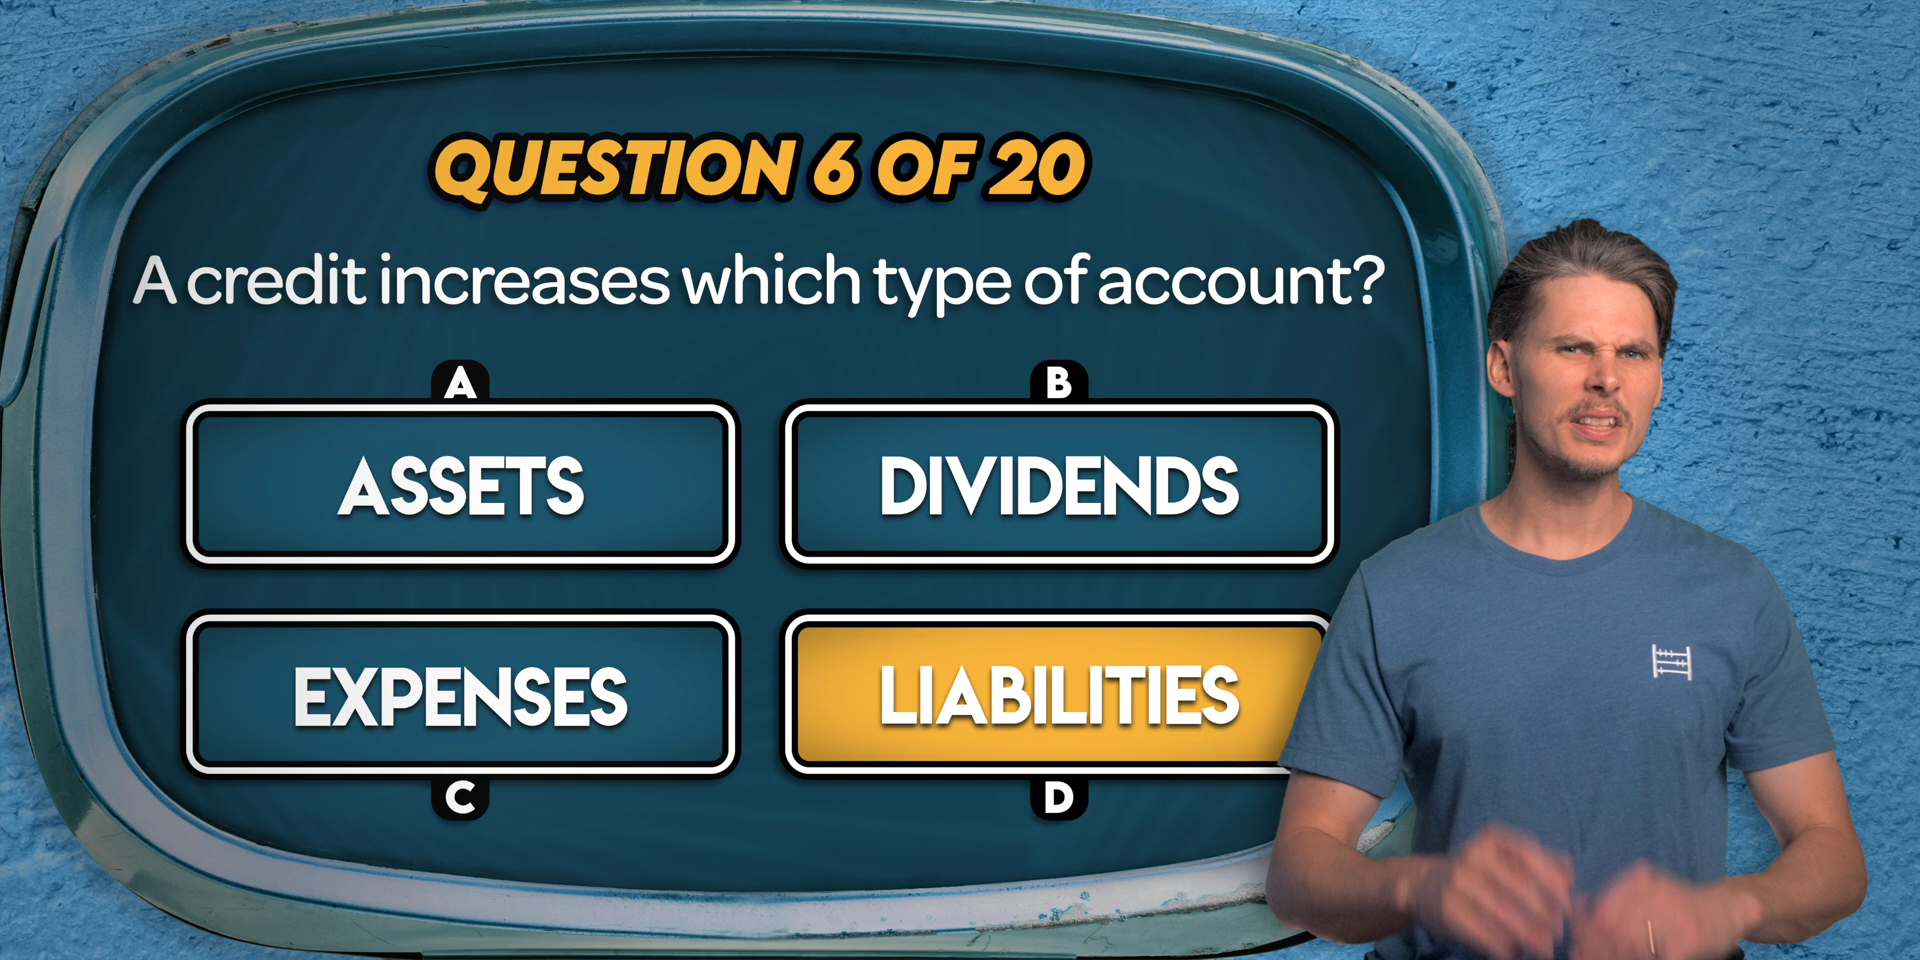 QUESTION 6 OF 20
A credit increases which type of account?
A
ASSETS
B
DIVIDENDS
EXPENSES
C
LIABILITIES
D